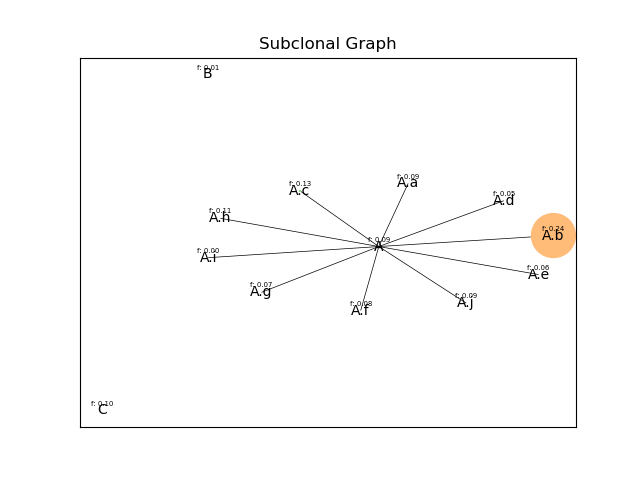 Subclonal Graph
f: 0.01
B
f: 0.09
A.a
f: 0.13
A.c
f: 0.05
A.d
f: 0.11
A.h
f: 0.24
A.b
f: 0.09
A
f: 0.00
A.i
f: 0.06
A.e
f: 0.07
A.g
f: 0.09
A.j
f: 0.08
A.f
f: 0.10
C